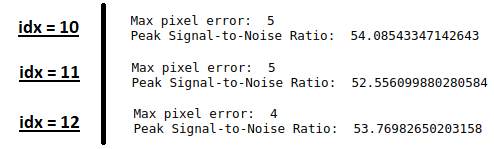 idx = 10
Max pixel error:  5
Peak Signal-to-Noise Ratio:  54.08543347142643
idx = 11
Max pixel error:  5
Peak Signal-to-Noise Ratio:  52.556099880280584
idx = 12
Max pixel error:  4
Peak Signal-to-Noise Ratio:  53.76982650203158